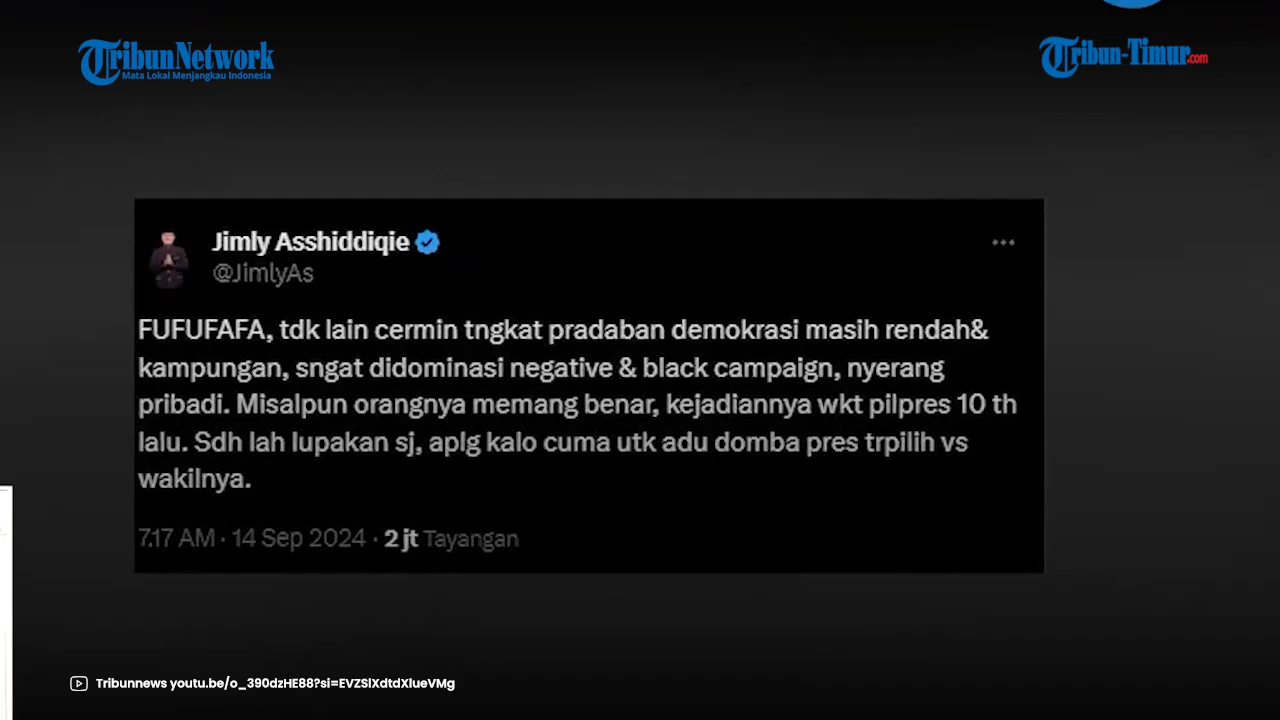 TribunNetwork
Mata Lokal Menjangkau Indonesia
Tribun-Timur.com
Jimly Asshiddiqie
@JimlyAs
FUFUFAFA, tdk lain cermin tngkat pradaban demokrasi masih rendah&
kampungan, sngat didominasi negative & black campaign, nyerang
pribadi. Misalpun orangnya memang benar, kejadiannya wkt pilpres 10 th
lalu. Sdh lah lupakan sj, aplg kalo cuma utk adu domba pres trpilih vs
wakilnya.
7.17 AM · 14 Sep 2024 · 2 jt Tayangan
Tribunnews youtu.be/o_390dzHE88?si=EVZSlXdtdXlueVMg